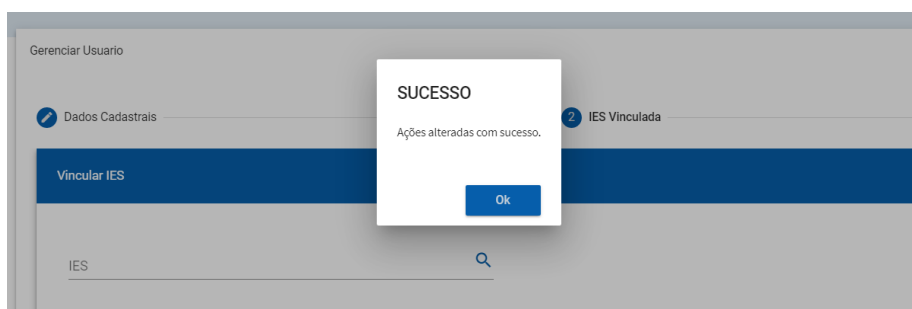 Gerenciar Usuario
SUCESSO
Dados Cadastrais
2 IES Vinculada
Ações alteradas com sucesso.
Vincular IES
Ok
IES